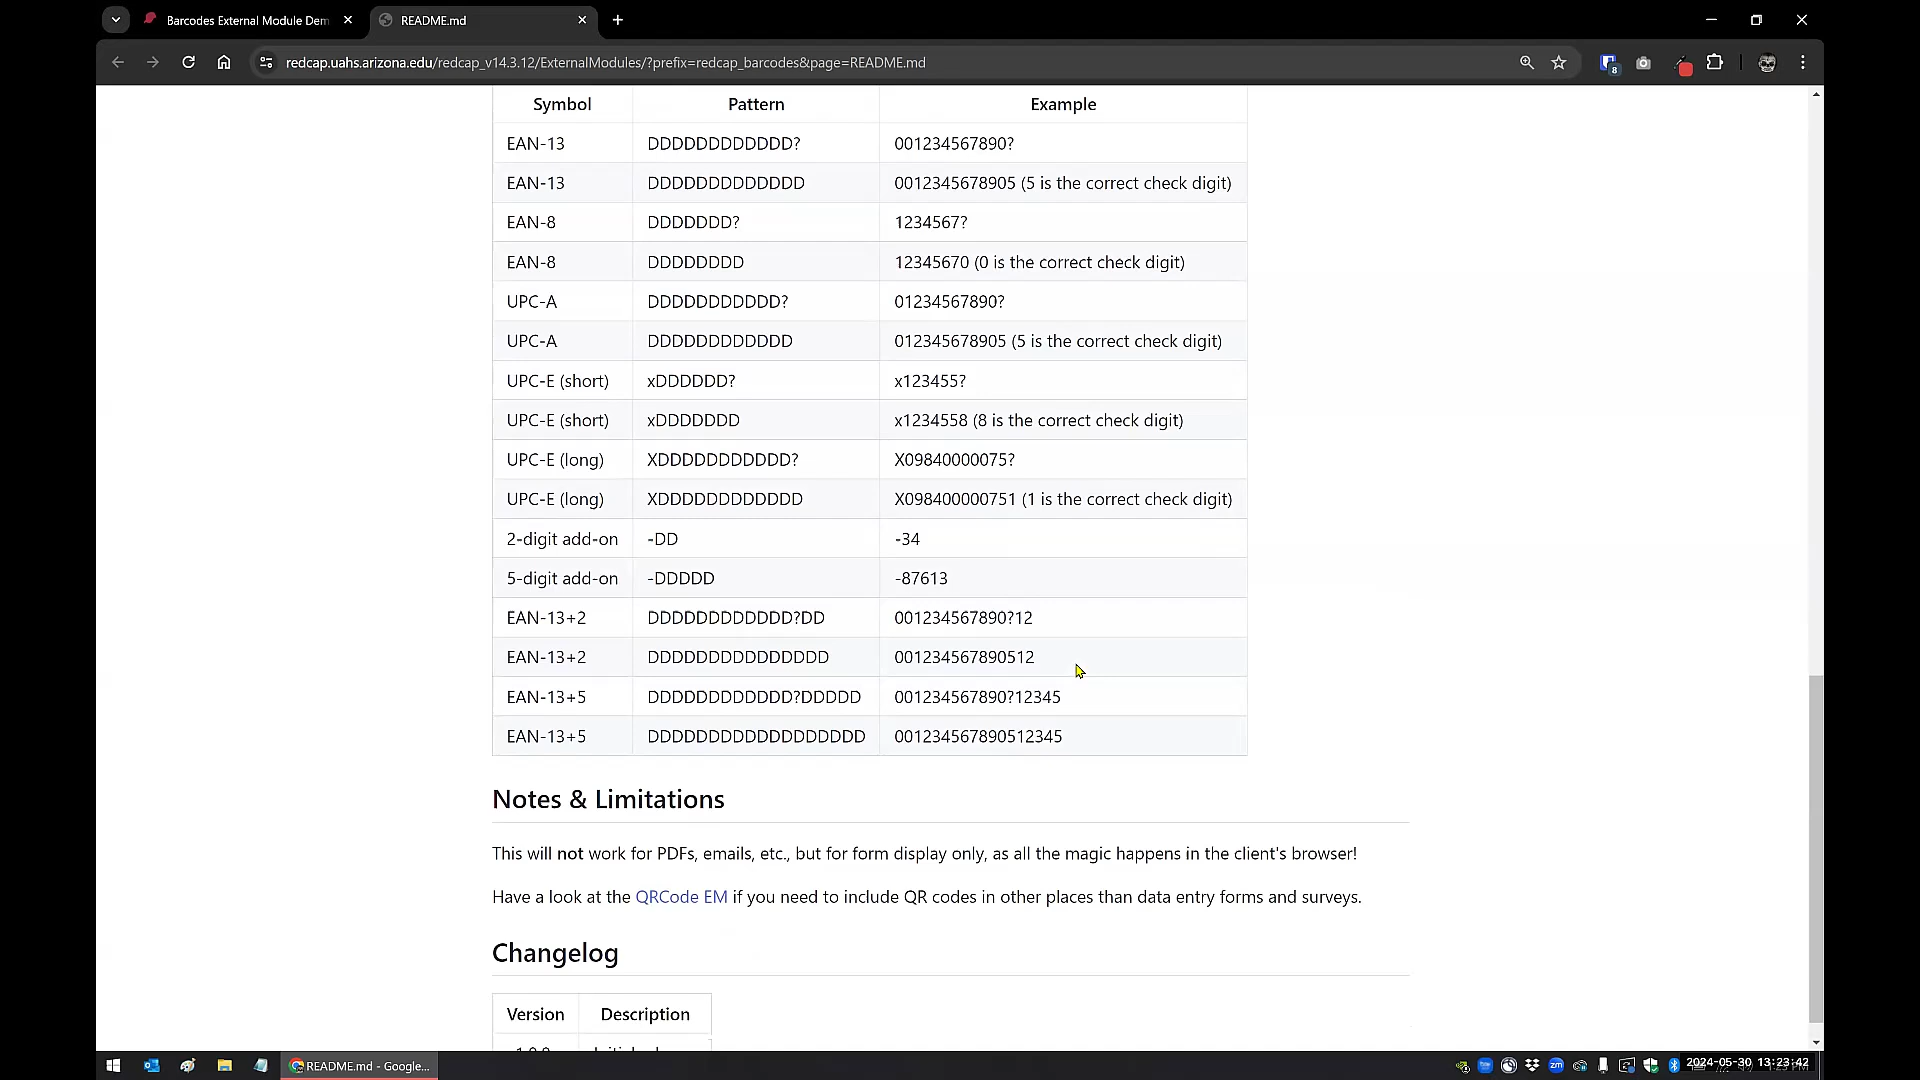 Barcodes External Module Dem
README.md
redcap.uahs.arizona.edu/redcap_v14.3.12/ExternalModules/?prefix=redcap_barcodes&page=README.md
8
Symbol Pattern Example
EAN-13 DDDDDDDDDDDD? 001234567890?
EAN-13 DDDDDDDDDDDDD 0012345678905 (5 is the correct check digit)
EAN-8 DDDDDDD? 1234567?
EAN-8 DDDDDDDD 12345670 (0 is the correct check digit)
UPC-A DDDDDDDDDDD? 01234567890?
UPC-A DDDDDDDDDDDD 012345678905 (5 is the correct check digit)
UPC-E (short) xDDDDDD? x123455?
UPC-E (short) xDDDDDDD x1234558 (8 is the correct check digit)
UPC-E (long) XDDDDDDDDDDD? X09840000075?
UPC-E (long) XDDDDDDDDDDDD X098400000751 (1 is the correct check digit)
2-digit add-on -DD -34
5-digit add-on -DDDDD -87613
EAN-13+2 DDDDDDDDDDDD?DD 001234567890?12
EAN-13+2 DDDDDDDDDDDDDDD 001234567890512
EAN-13+5 DDDDDDDDDDDD?DDDDD 001234567890?12345
EAN-13+5 DDDDDDDDDDDDDDDDDD 001234567890512345
Notes & Limitations
This will not work for PDFs, emails, etc., but for form display only, as all the magic happens in the client's browser!
Have a look at the QRCode EM if you need to include QR codes in other places than data entry forms and surveys.
Changelog
Version Description
README.md - Google...
zm
2024-05-30 13:23:42